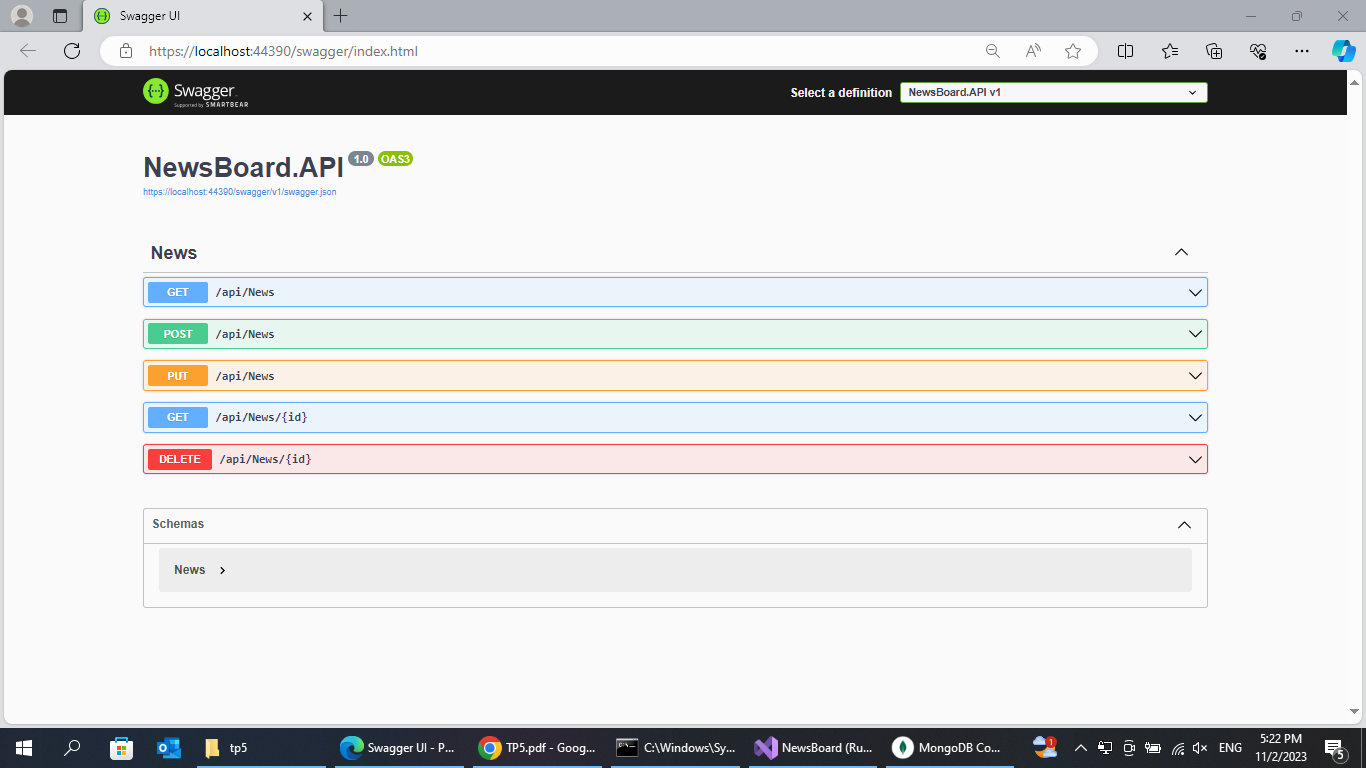 Swagger UI
https://localhost:44390/swagger/index.html
Swagger.
Supported by SMARTBEAR
Select a definition
NewsBoard.API v1
NewsBoard.API 1.0 OAS3
https://localhost:44390/swagger/v1/swagger.json
News
GET /api/News
POST /api/News
PUT /api/News
GET /api/News/{id}
DELETE /api/News/{id}
Schemas
News
tp5
Swagger UI - P...
TP5.pdf - Goog...
C:\Windows\Sy...
NewsBoard (Ru...
MongoDB Co...
1
ENG
5:22 PM
11/2/2023
5